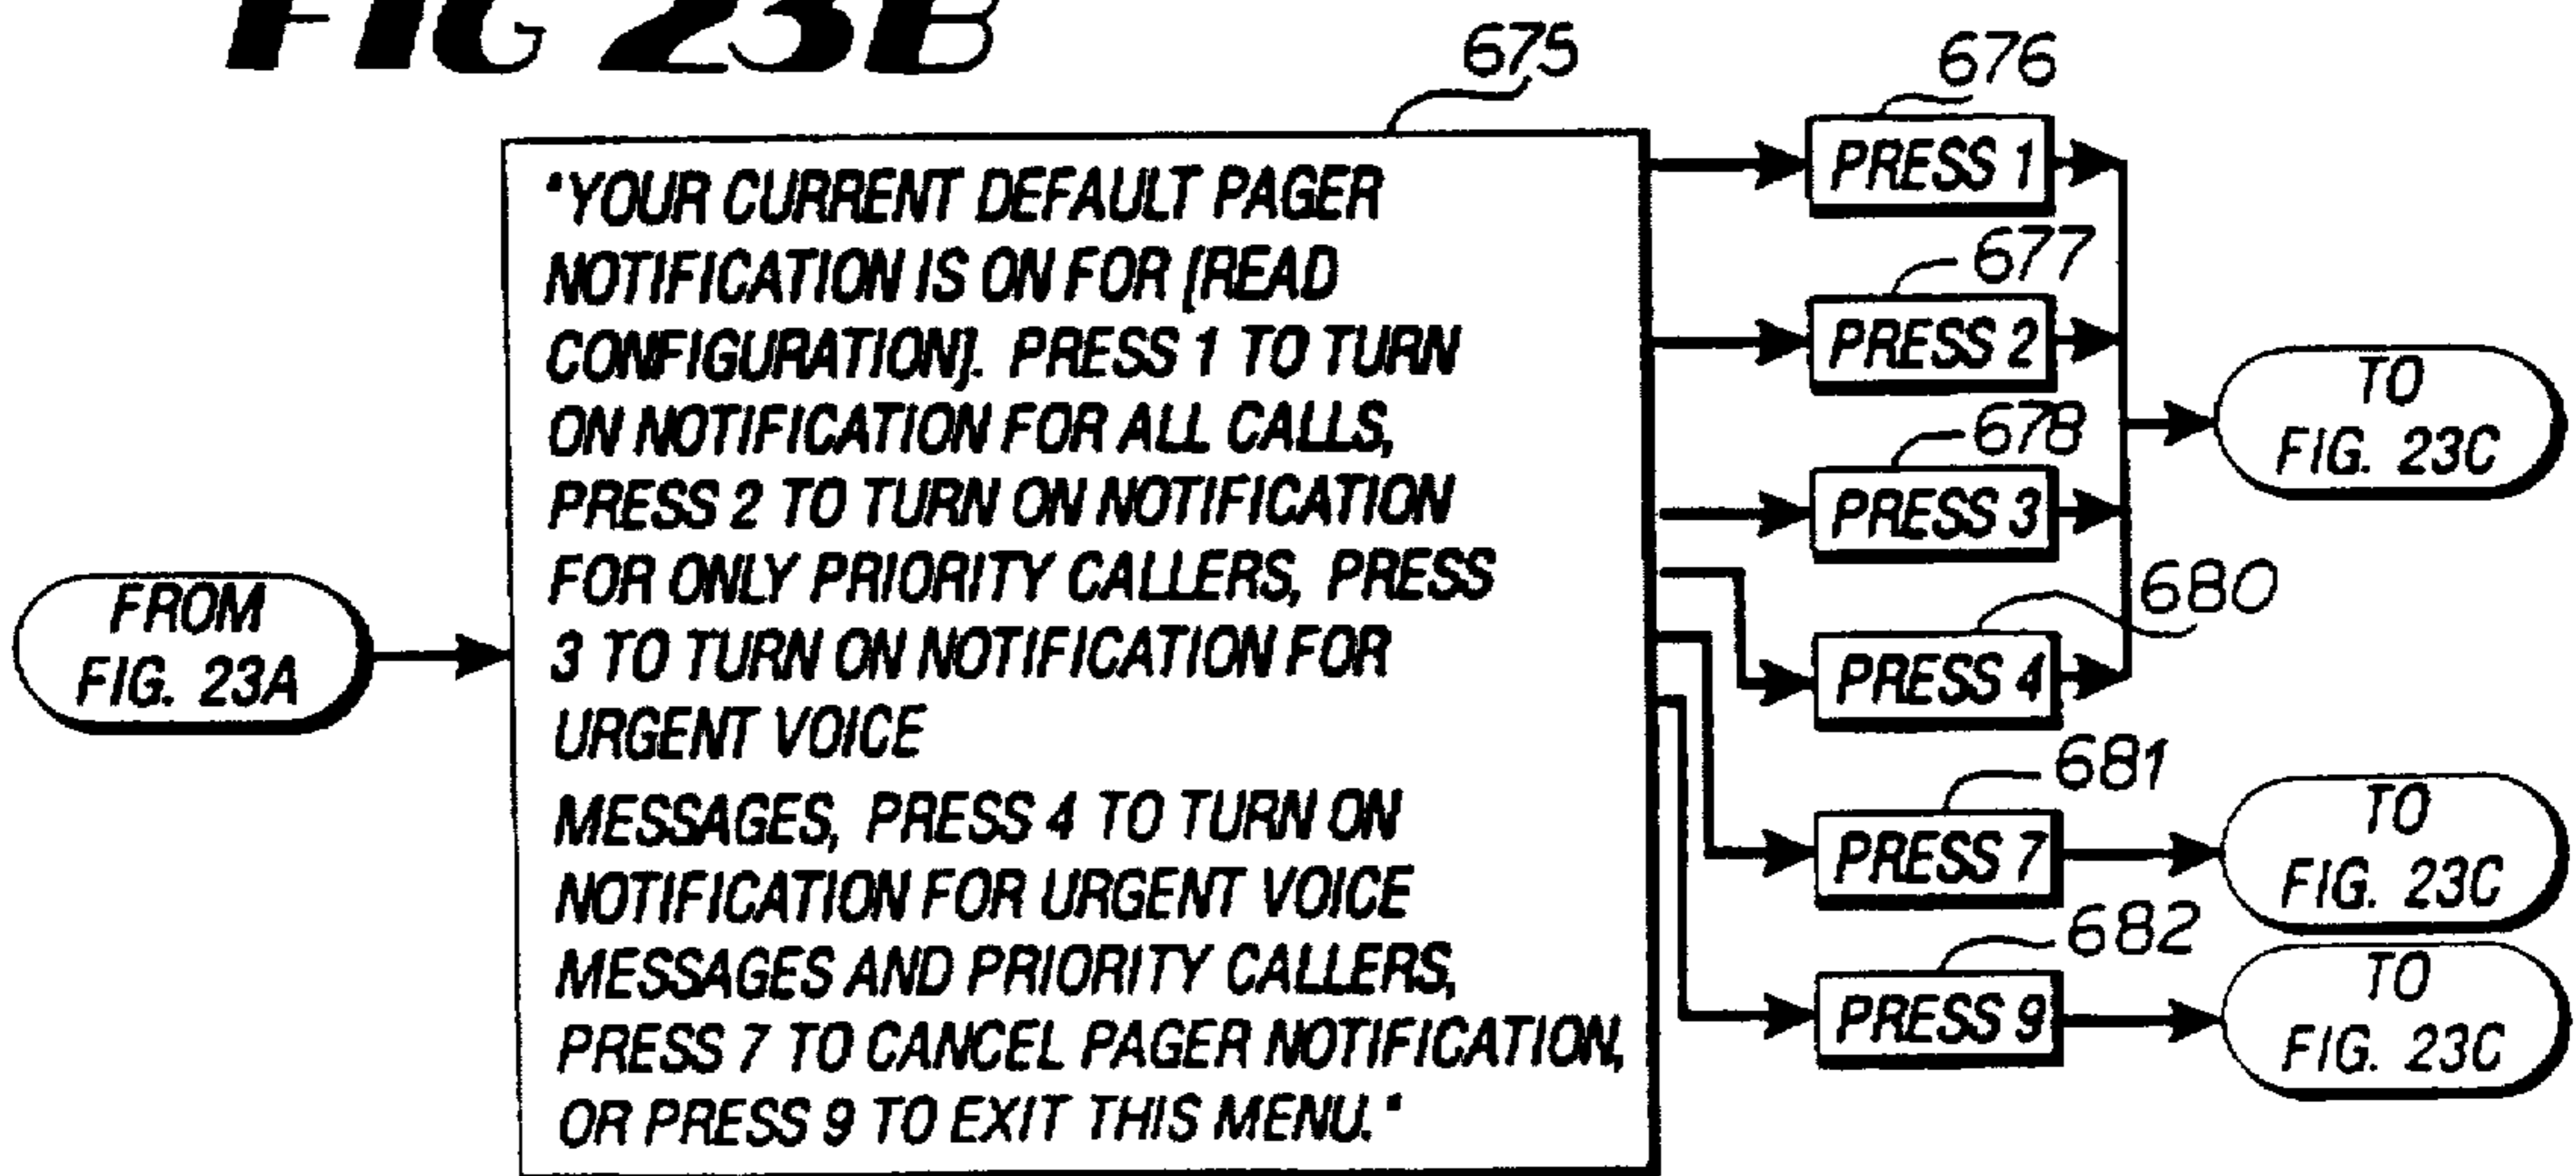 FIG 23B
675
676
677
678
680
681
682
FROM
FIG. 23A
"YOUR CURRENT DEFAULT PAGER
NOTIFICATION IS ON FOR [READ
CONFIGURATION]. PRESS 1 TO TURN
ON NOTIFICATION FOR ALL CALLS,
PRESS 2 TO TURN ON NOTIFICATION
FOR ONLY PRIORITY CALLERS, PRESS
3 TO TURN ON NOTIFICATION FOR
URGENT VOICE
MESSAGES, PRESS 4 TO TURN ON
NOTIFICATION FOR URGENT VOICE
MESSAGES AND PRIORITY CALLERS,
PRESS 7 TO CANCEL PAGER NOTIFICATION,
OR PRESS 9 TO EXIT THIS MENU."
PRESS 1
PRESS 2
PRESS 3
PRESS 4
PRESS 7
PRESS 9
TO
FIG. 23C
TO
FIG. 23C
TO
FIG. 23C